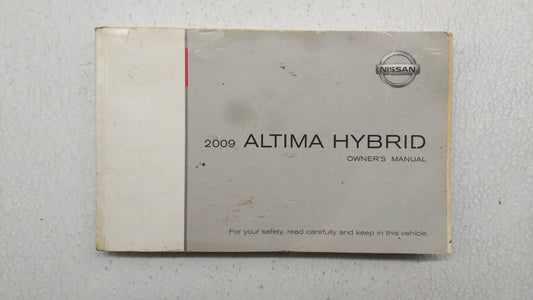 NISSAN
2009 ALTIMA HYBRID
OWNER'S MANUAL
For your safety, read carefully and keep in this vehicle.